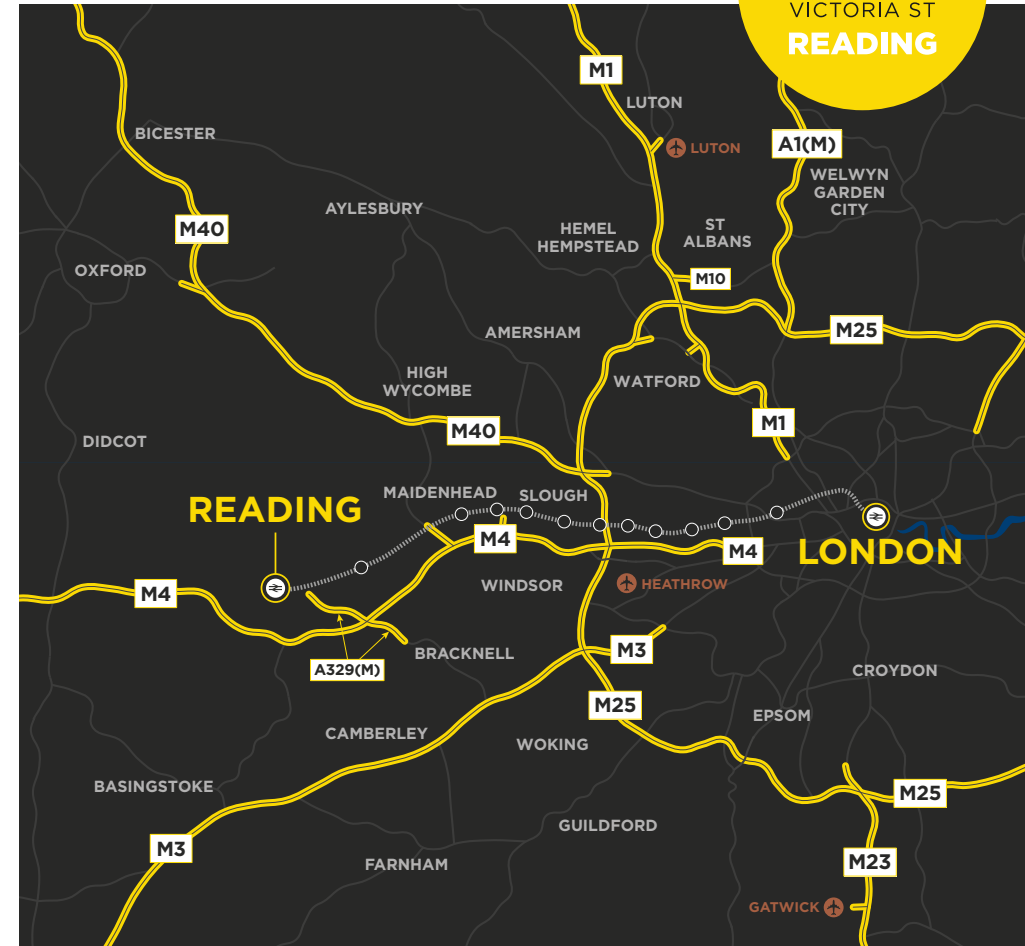 VICTORIA ST
READING
M1
LUTON
LUTON
A1(M)
BICESTER
WELWYN
GARDEN
CITY
AYLESBURY
M40
HEMEL
HEMPSTEAD
ST
ALBANS
OXFORD
M10
AMERSHAM
M25
HIGH
WYCOMBE
WATFORD
M40
M1
DIDCOT
MAIDENHEAD
SLOUGH
READING
M4
M4
LONDON
WINDSOR
HEATHROW
M4
BRACKNELL
M3
A329(M)
CROYDON
M25
EPSOM
CAMBERLEY
WOKING
BASINGSTOKE
M25
GUILDFORD
M3
FARNHAM
M23
GATWICK